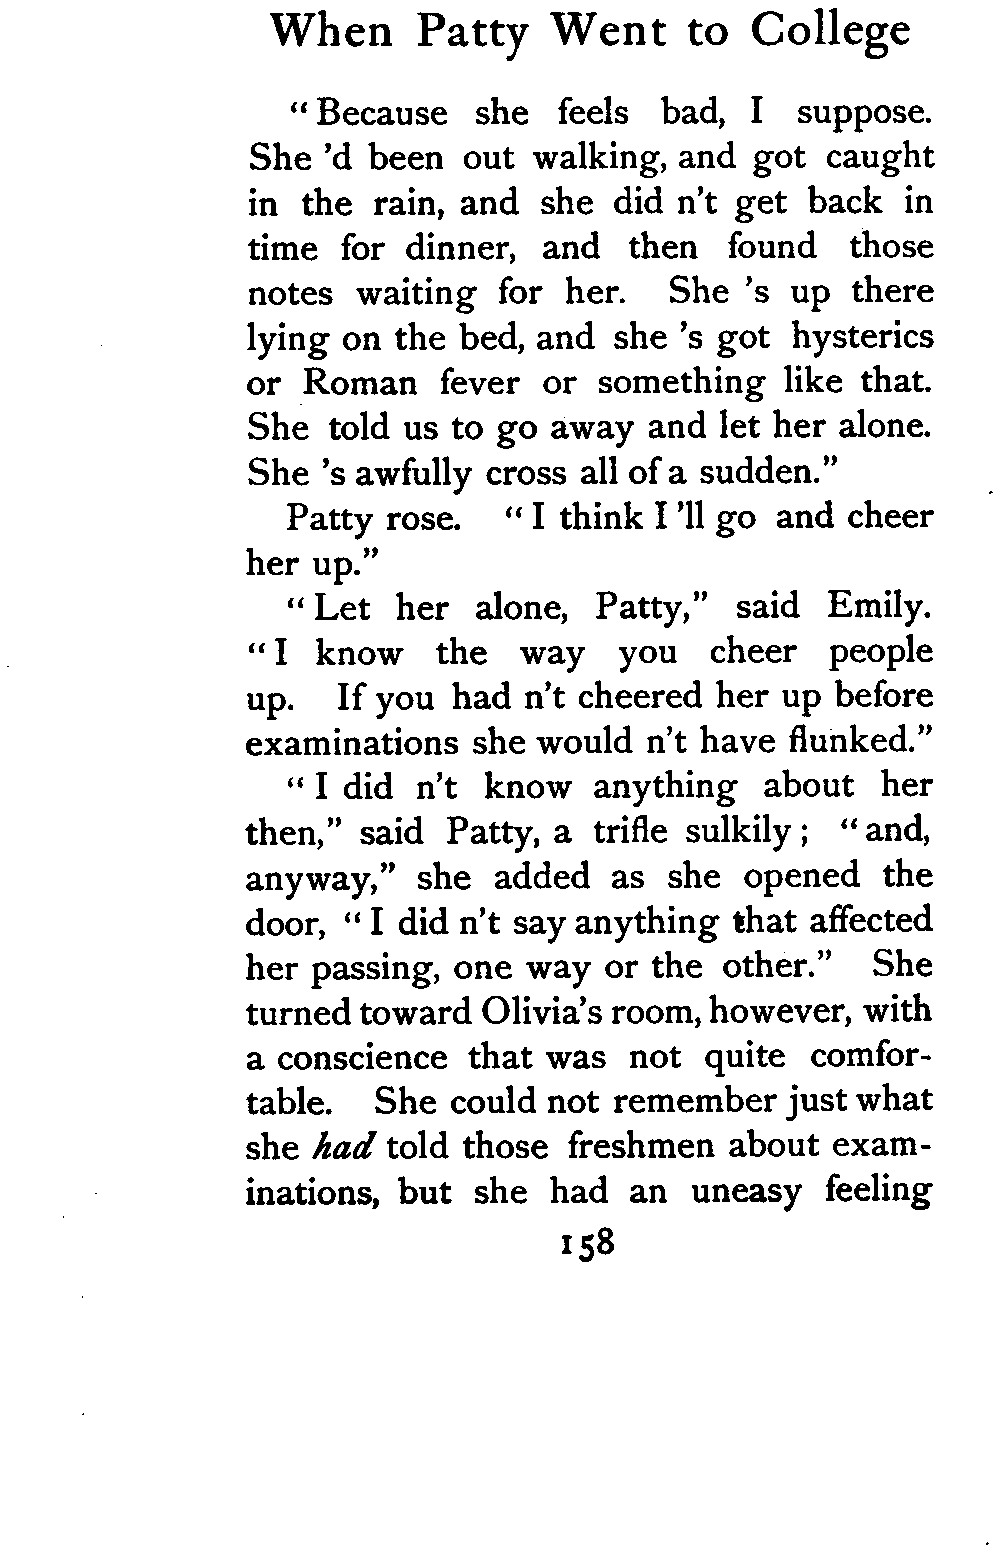 When Patty Went to College
“Because she feels bad, I suppose.
She ’d been out walking, and got caught
in the rain, and she did n’t get back in
time for dinner, and then found those
notes waiting for her. She ’s up there
lying on the bed, and she ’s got hysterics
or Roman fever or something like that.
She told us to go away and let her alone.
She ’s awfully cross all of a sudden.”
Patty rose. “I think I ’ll go and cheer
her up.”
“Let her alone, Patty,” said Emily.
“I know the way you cheer people
up. If you had n’t cheered her up before
examinations she would n’t have flunked.”
“I did n’t know anything about her
then,” said Patty, a trifle sulkily; “and,
anyway,” she added as she opened the
door, “I did n’t say anything that affected
her passing, one way or the other.” She
turned toward Olivia’s room, however, with
a conscience that was not quite comfor-
table. She could not remember just what
she had told those freshmen about exam-
inations, but she had an uneasy feeling
158